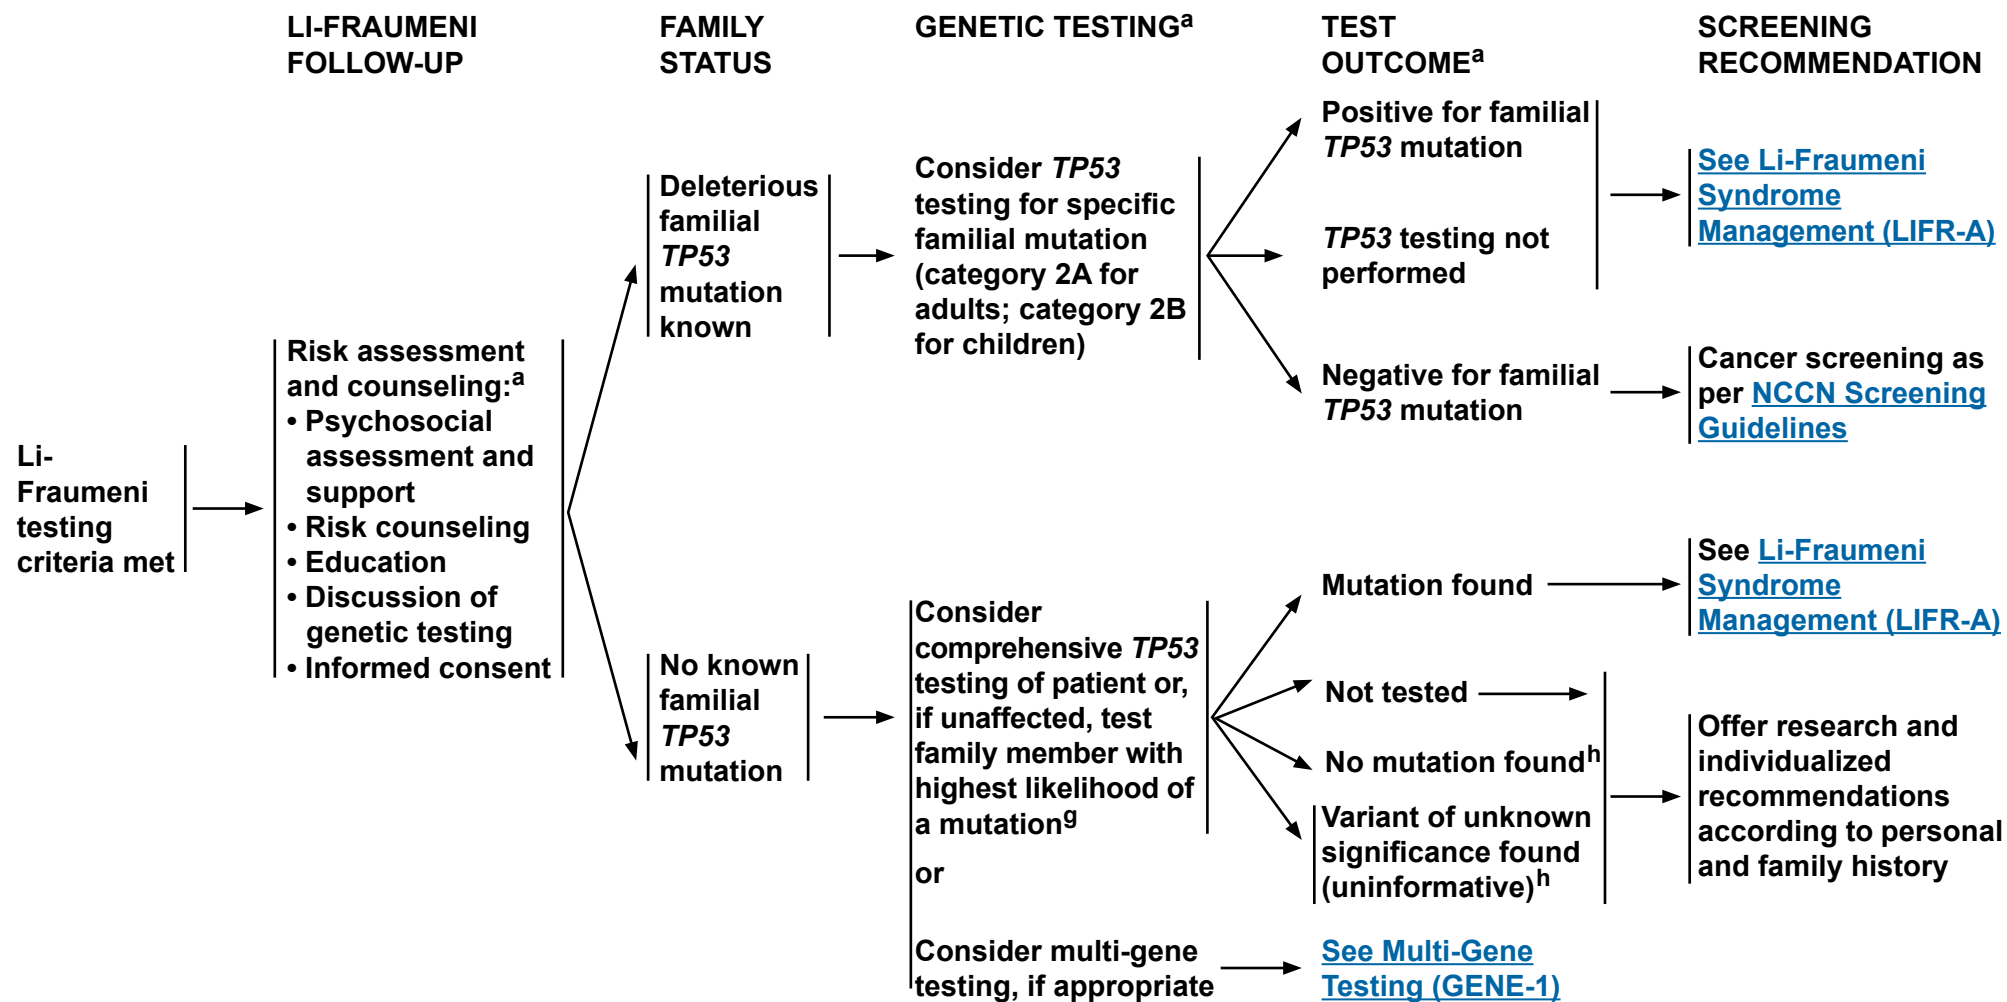 LI-FRAUMENI
FOLLOW-UP
FAMILY
STATUS
GENETIC TESTINGa
TEST
OUTCOMEa
SCREENING
RECOMMENDATION
Li-
Fraumeni
testing
criteria met
Risk assessment
and counseling:a
• Psychosocial
assessment and
support
• Risk counseling
• Education
• Discussion of
genetic testing
• Informed consent
Deleterious
familial
TP53
mutation
known
Consider TP53
testing for specific
familial mutation
(category 2A for
adults; category 2B
for children)
Positive for familial
TP53 mutation
TP53 testing not
performed
See Li-Fraumeni
Syndrome
Management (LIFR-A)
Negative for familial
TP53 mutation
Cancer screening as
per NCCN Screening
Guidelines
No known
familial
TP53
mutation
Consider
comprehensive TP53
testing of patient or,
if unaffected, test
family member with
highest likelihood of
a mutationg
or
Consider multi-gene
testing, if appropriate
Mutation found
See Li-Fraumeni
Syndrome
Management (LIFR-A)
Not tested
No mutation foundh
Variant of unknown
significance found
(uninformative)h
Offer research and
individualized
recommendations
according to personal
and family history
See Multi-Gene
Testing (GENE-1)